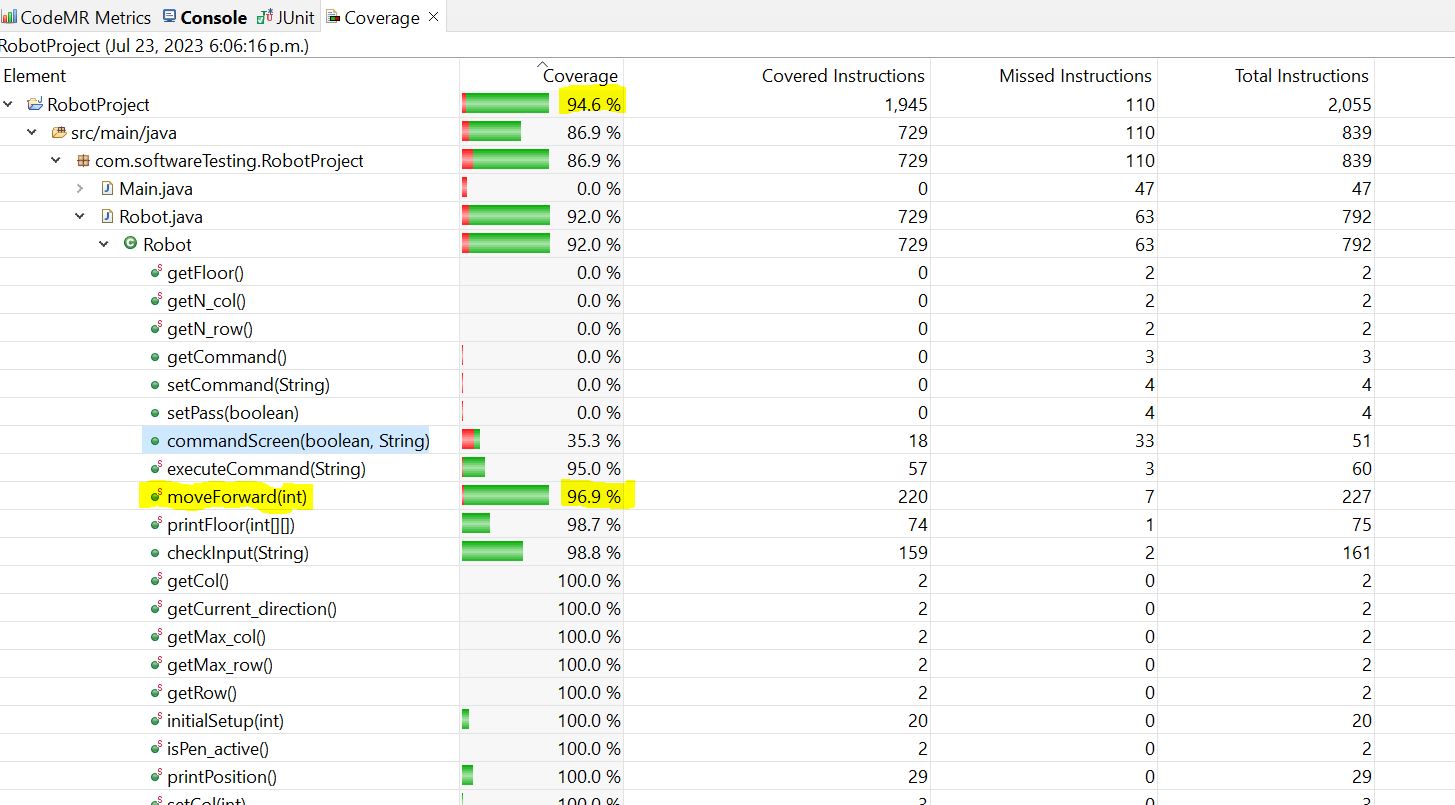 CodeMR Metrics Console JUnit Coverage
RobotProject (Jul 23, 2023 6:06:16 p.m.)
Element Coverage Covered Instructions Missed Instructions Total Instructions
RobotProject 94.6 % 1,945 110 2,055
src/main/java 86.9 % 729 110 839
com.softwareTesting.RobotProject 86.9 % 729 110 839
Main.java 0.0 % 0 47 47
Robot.java 92.0 % 729 63 792
Robot 92.0 % 729 63 792
getFloor() 0.0 % 0 2 2
getN_col() 0.0 % 0 2 2
getN_row() 0.0 % 0 2 2
getCommand() 0.0 % 0 3 3
setCommand(String) 0.0 % 0 4 4
setPass(boolean) 0.0 % 0 4 4
commandScreen(boolean, String) 35.3 % 18 33 51
executeCommand(String) 95.0 % 57 3 60
moveForward(int) 96.9 % 220 7 227
printFloor(int[][]) 98.7 % 74 1 75
checkInput(String) 98.8 % 159 2 161
getCol() 100.0 % 2 0 2
getCurrent_direction() 100.0 % 2 0 2
getMax_col() 100.0 % 2 0 2
getMax_row() 100.0 % 2 0 2
getRow() 100.0 % 2 0 2
initialSetup(int) 100.0 % 20 0 20
isPen_active() 100.0 % 2 0 2
printPosition() 100.0 % 29 0 29
setCol(int) 100.0 % 3 0 3